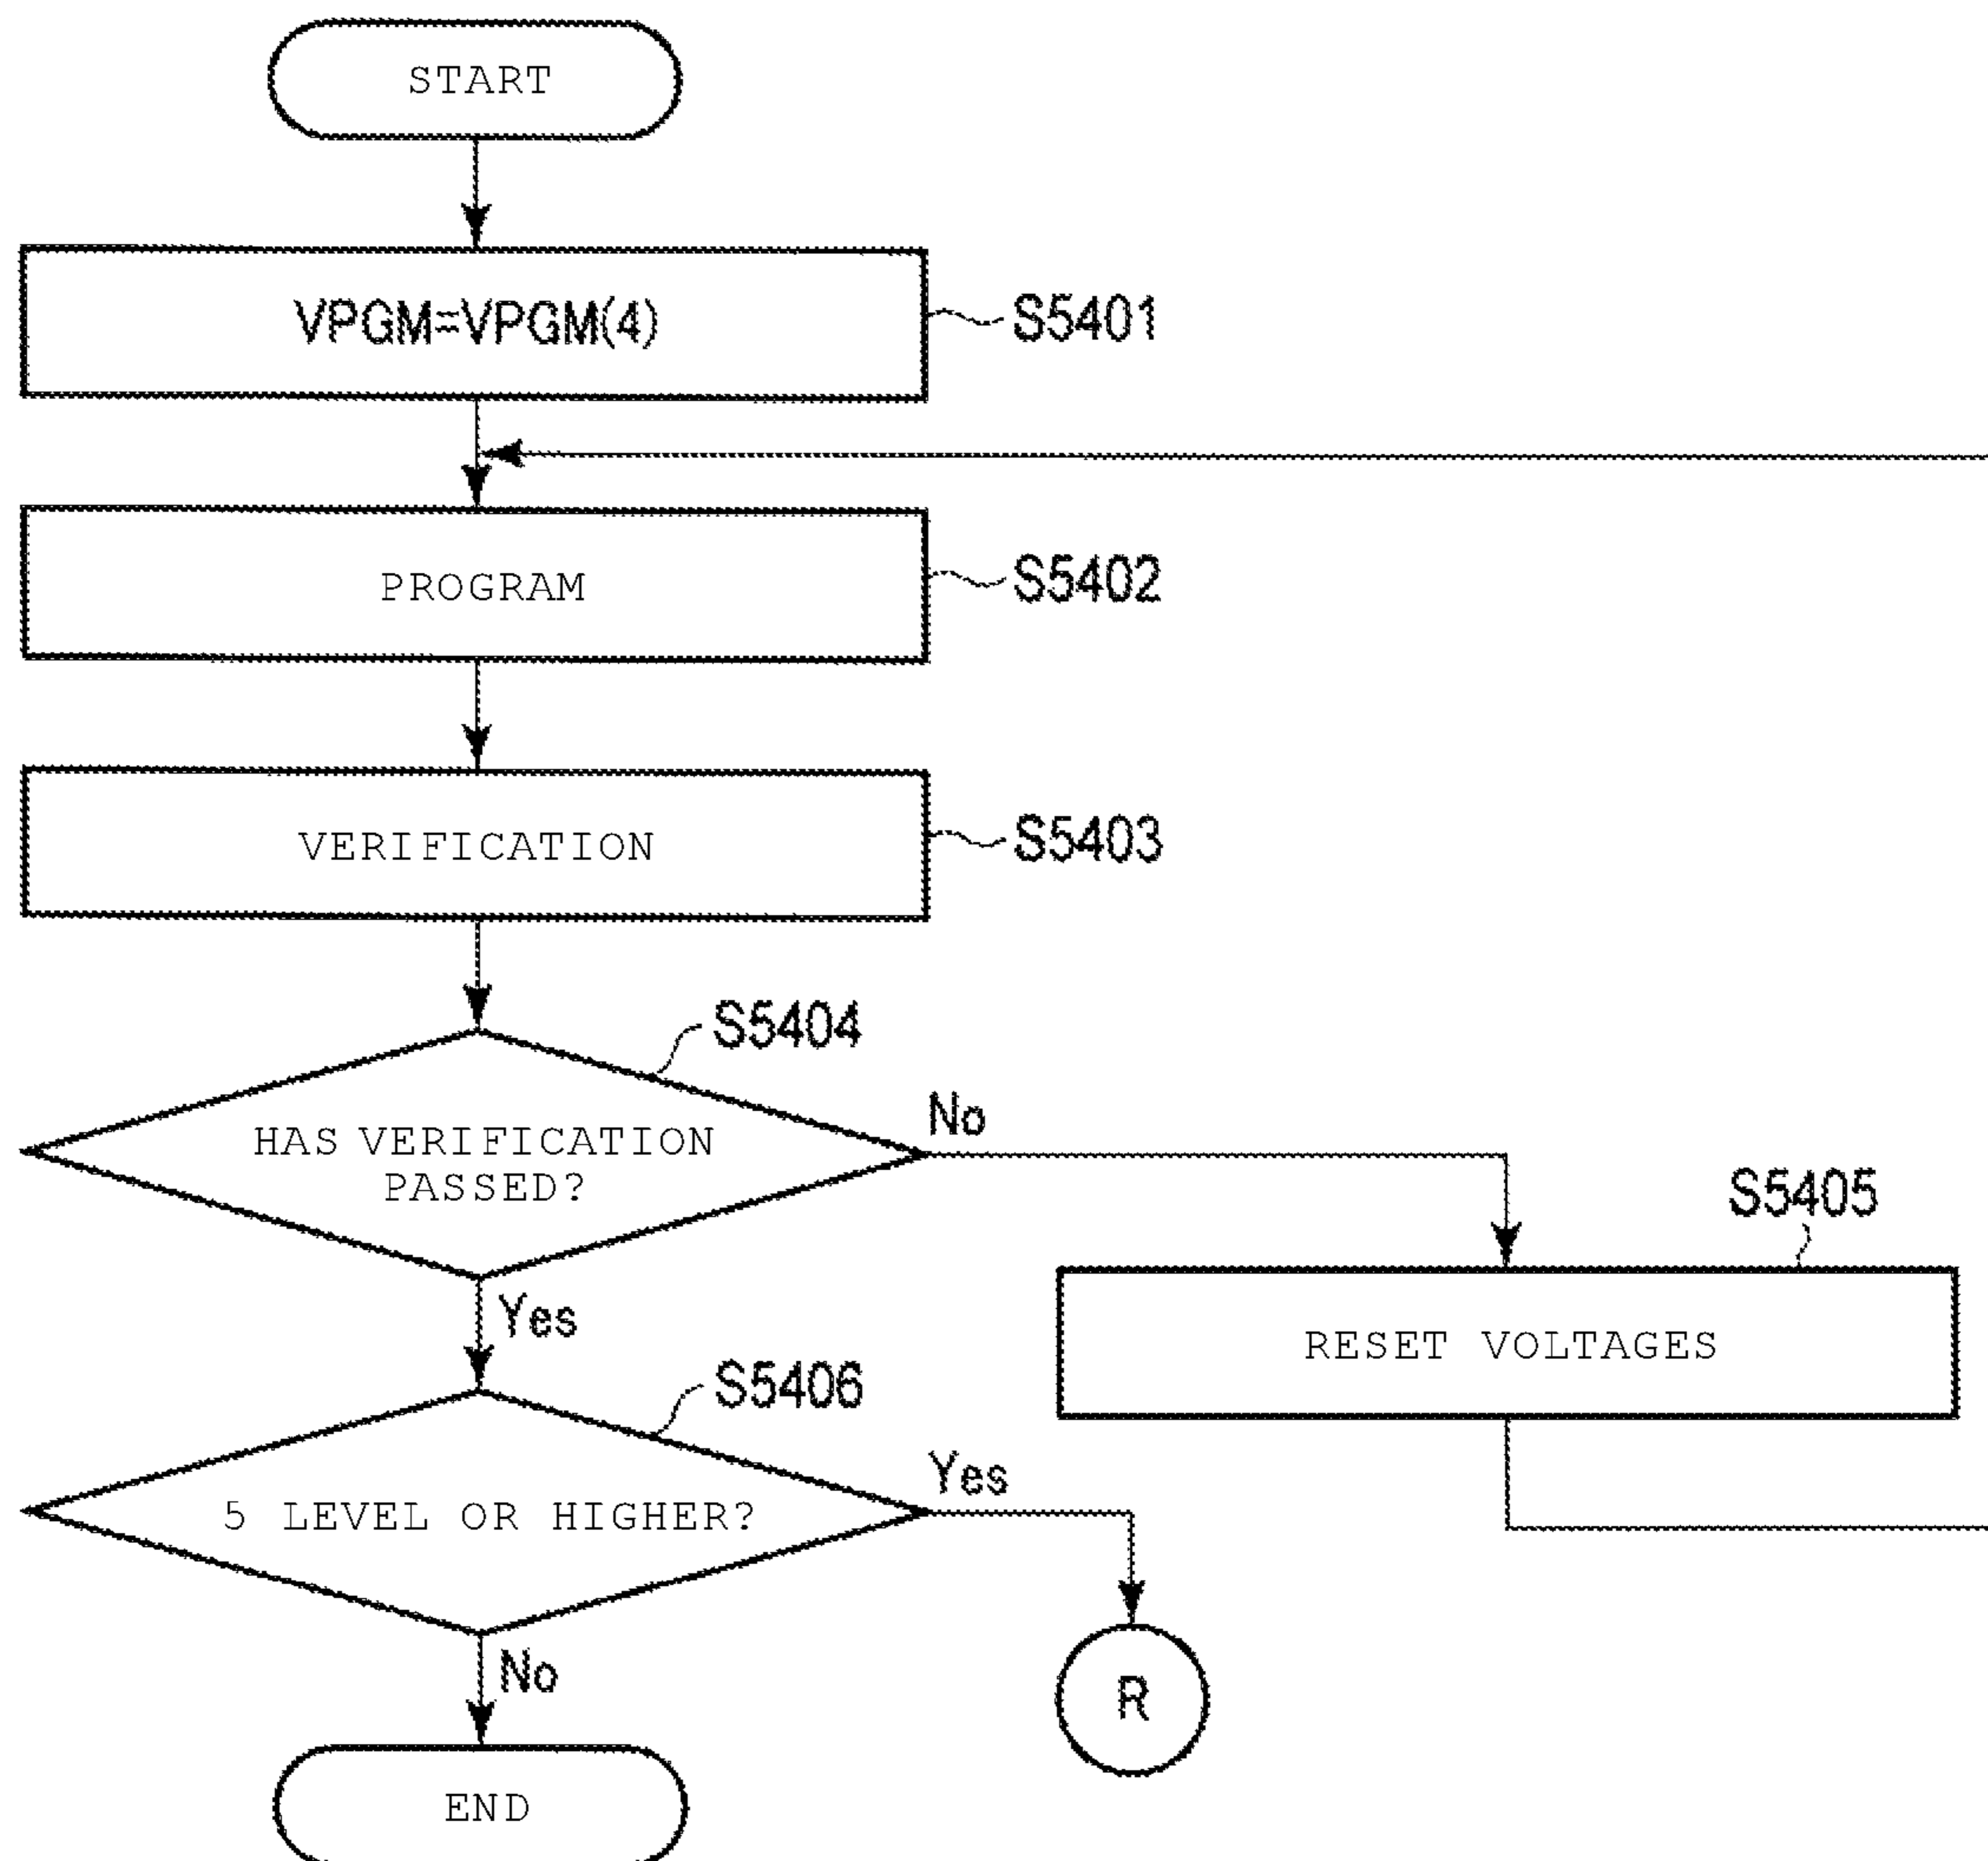 START
VPGM=VPGM(4)
S5401
PROGRAM
S5402
VERIFICATION
S5403
S5404
HAS VERIFICATION
PASSED?
No
S5405
RESET VOLTAGES
Yes
S5406
5 LEVEL OR HIGHER?
Yes
R
No
END